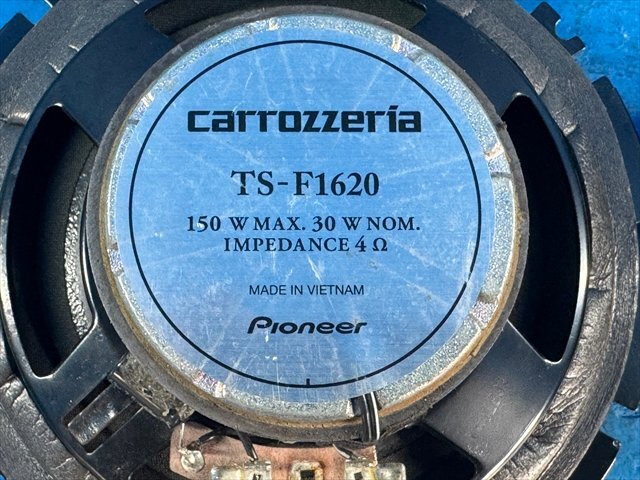 carrozzeria
TS-F1620
150 W MAX. 30 W NOM.
IMPEDANCE 4 Ω
MADE IN VIETNAM
Pioneer